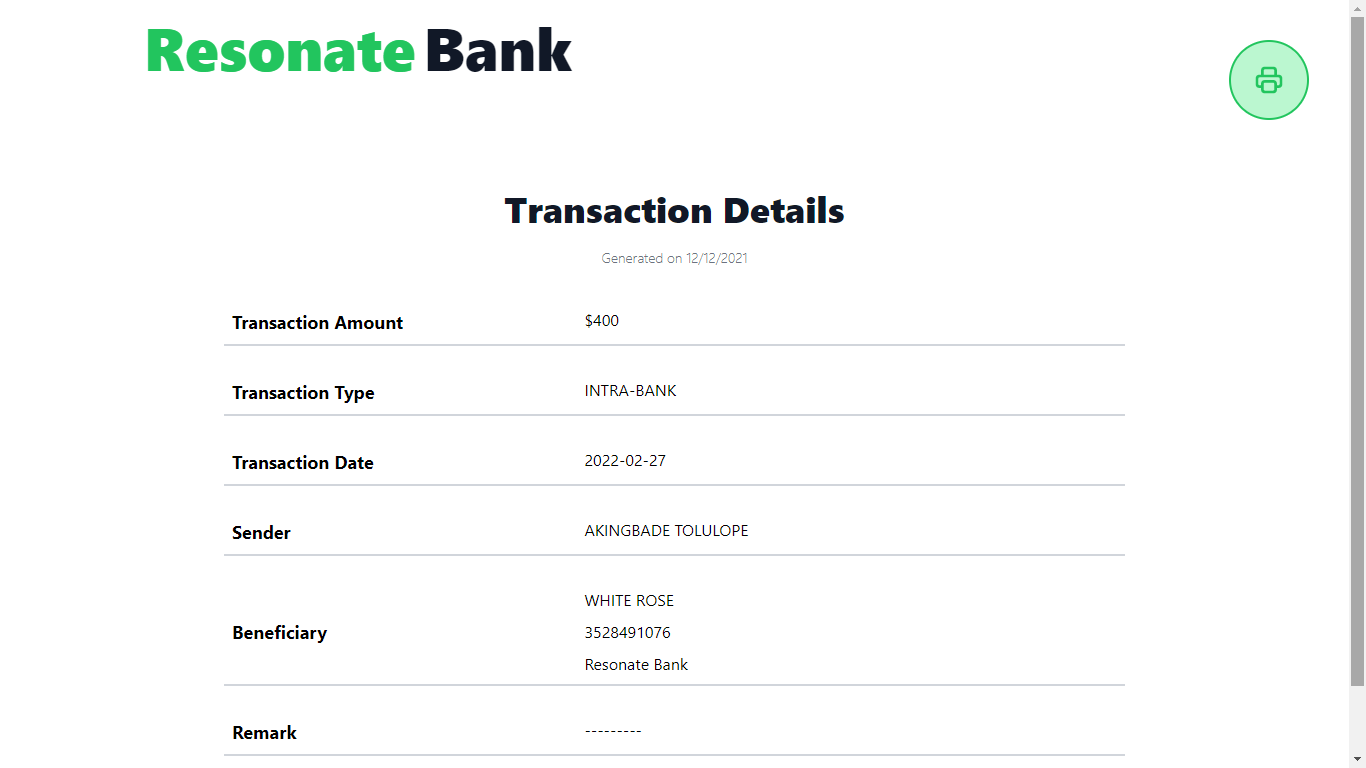 Resonate Bank
Transaction Details
Generated on 12/12/2021
Transaction Amount $400
Transaction Type INTRA-BANK
Transaction Date 2022-02-27
Sender AKINGBADE TOLULOPE
Beneficiary WHITE ROSE
3528491076
Resonate Bank
Remark ---------